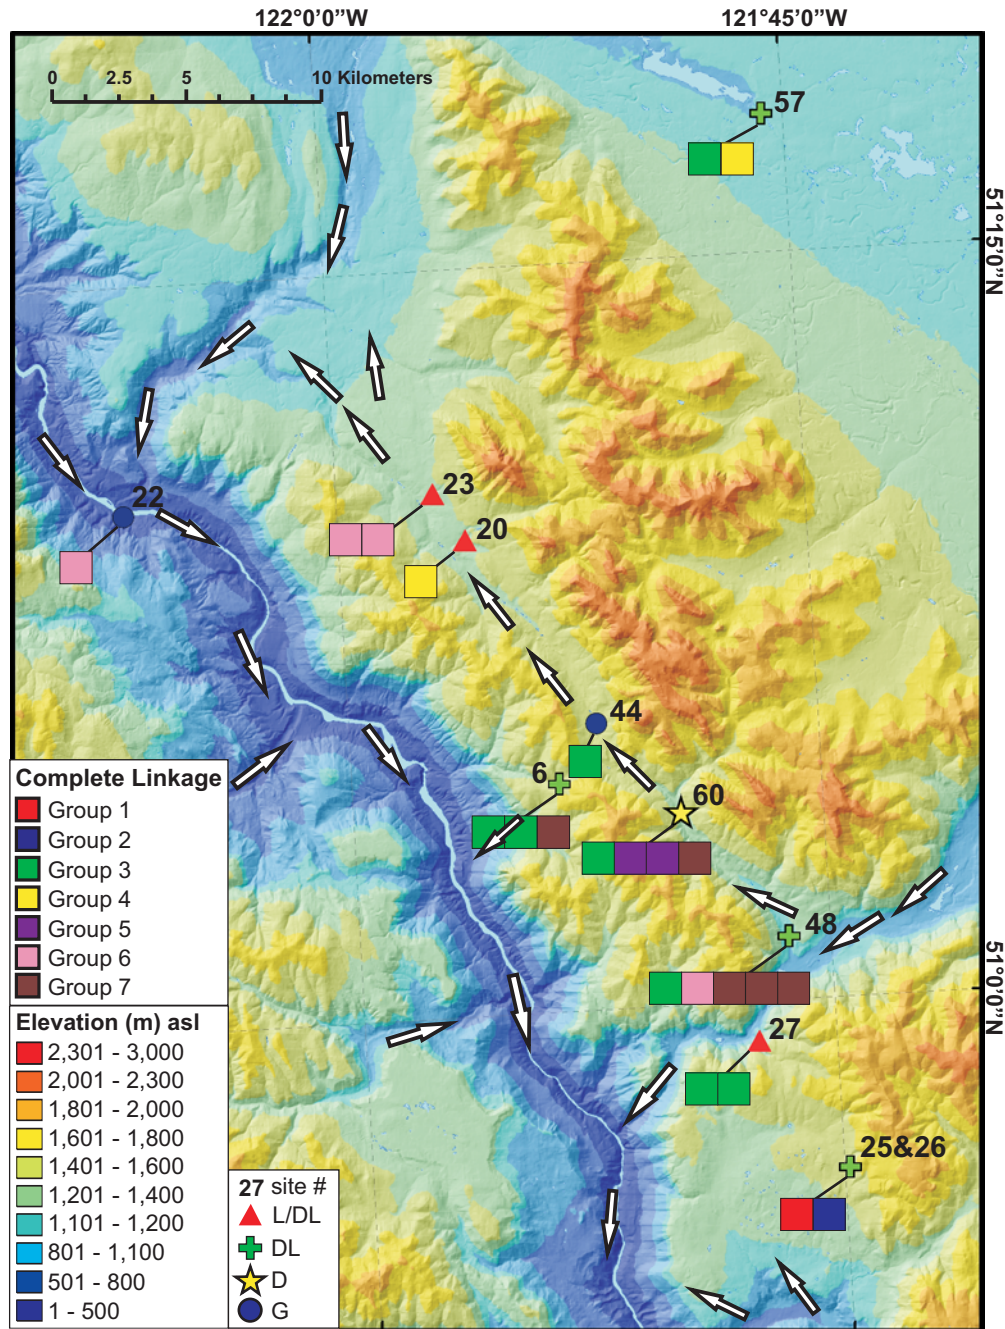 122°0'0"W 121°45'0"W
0 2.5 5 10 Kilometers
57
51°15'0"N
22
23
20
44
6
60
48
51°0'0"N
27
25&26
Complete Linkage
Group 1
Group 2
Group 3
Group 4
Group 5
Group 6
Group 7
Elevation (m) asl
2,301 - 3,000
2,001 - 2,300
1,801 - 2,000
1,601 - 1,800
1,401 - 1,600
1,201 - 1,400
1,101 - 1,200
801 - 1,100
501 - 800
1 - 500
27 site #
L/DL
DL
D
G